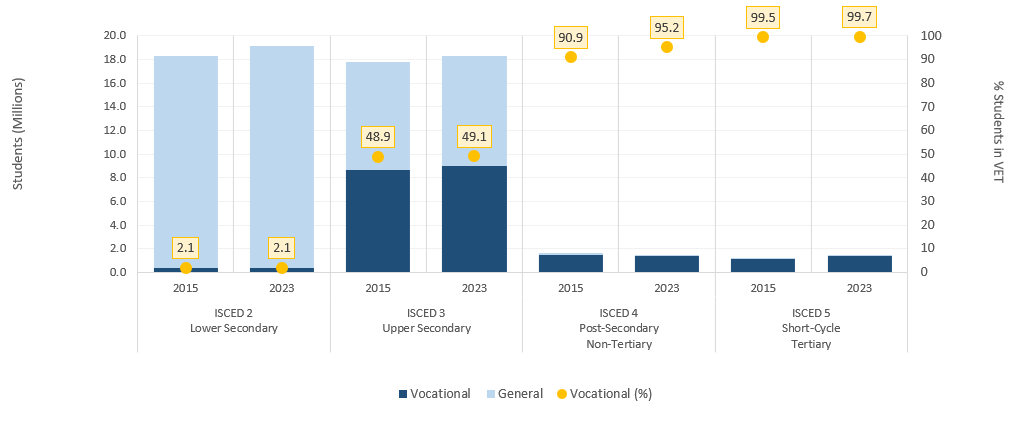 99.5
99.7
90.9
95.2
20.0
100
18.0
90
16.0
80
14.0
70
12.0
60
48.9
49.1
10.0
50
8.0
40
6.0
30
4.0
20
2.1
2.1
2.0
10
0.0
0
Students (Millions)
% Students in VET
2015
2023
2015
2023
2015
2023
2015
2023
ISCED 2
Lower Secondary
ISCED 3
Upper Secondary
ISCED 4
Post-Secondary
Non-Tertiary
ISCED 5
Short-Cycle
Tertiary
Vocational
General
Vocational (%)